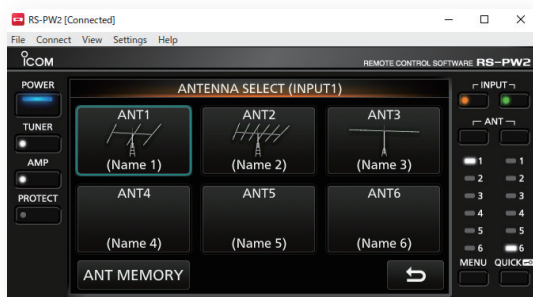 RS-PW2 [Connected]
File Connect View Settings Help
ICOM
REMOTE CONTROL SOFTWARE RS-PW2
POWER
TUNER
AMP
PROTECT
ANTENNA SELECT (INPUT1)
ANT1 ANT2 ANT3
(Name 1) (Name 2) (Name 3)
ANT4 ANT5 ANT6
(Name 4) (Name 5) (Name 6)
ANT MEMORY
INPUT
ANT
1 1
2 2
3 3
4 4
5 5
6 6
MENU QUICK